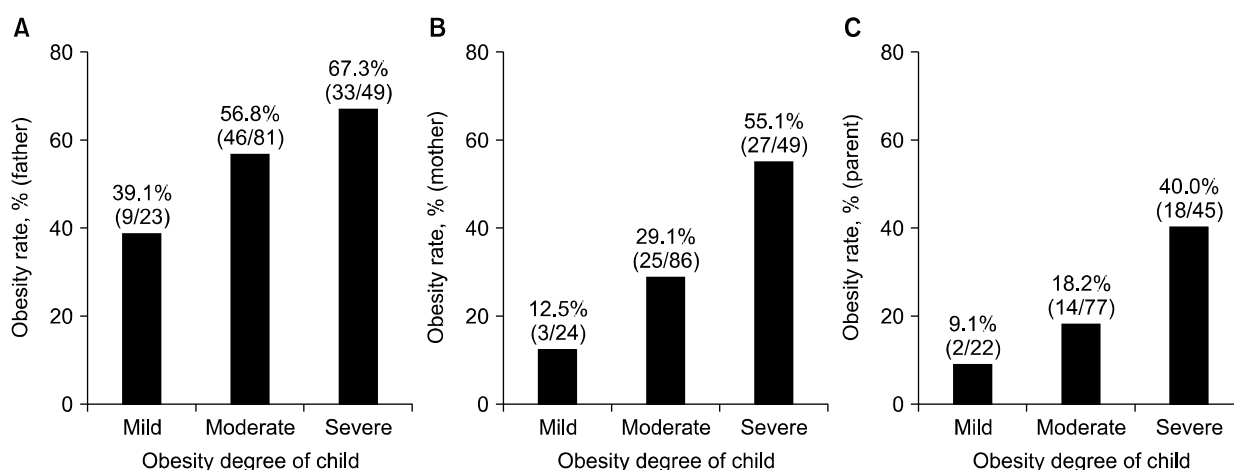 A
Obesity rate, % (father)
80
60
40
20
0
39.1%
(9/23)
56.8%
(46/81)
67.3%
(33/49)
Mild Moderate Severe
Obesity degree of child
B
Obesity rate, % (mother)
80
60
40
20
0
12.5%
(3/24)
29.1%
(25/86)
55.1%
(27/49)
Mild Moderate Severe
Obesity degree of child
C
Obesity rate, % (parent)
80
60
40
20
0
9.1%
(2/22)
18.2%
(14/77)
40.0%
(18/45)
Mild Moderate Severe
Obesity degree of child